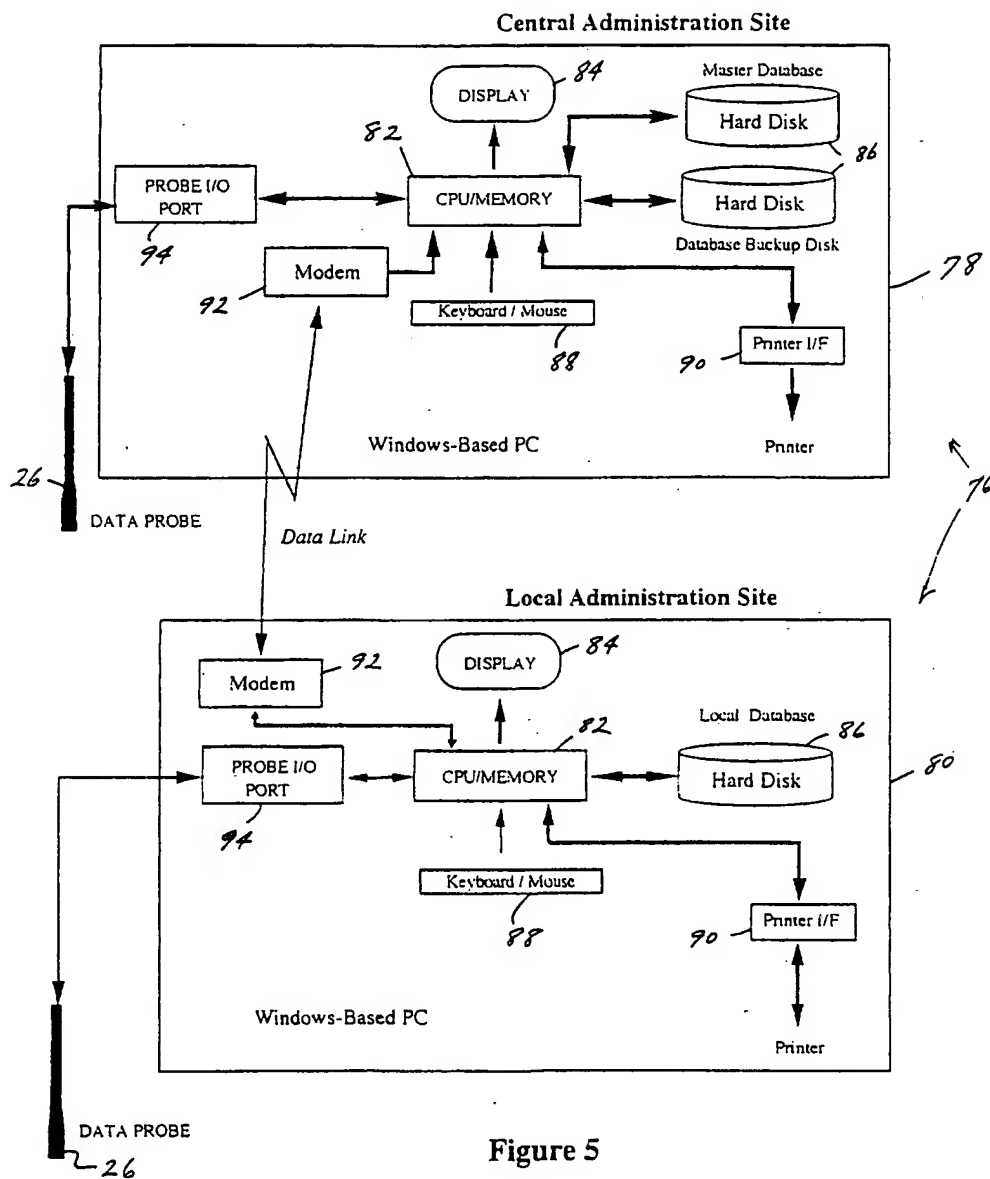 Central Administration Site
84
DISPLAY
Master Database
Hard Disk
82
86
PROBE I/O
PORT
CPU/MEMORY
Hard Disk
94
Database Backup Disk
Modem
92
78
Keyboard / Mouse
88
Printer I/F
90
Windows-Based PC
Printer
76
26
DATA PROBE
Data Link
Local Administration Site
92
84
DISPLAY
Modem
82
Local Database
86
PROBE I/O
PORT
CPU/MEMORY
Hard Disk
80
94
Keyboard / Mouse
88
Printer I/F
90
Windows-Based PC
Printer
DATA PROBE
26
Figure 5